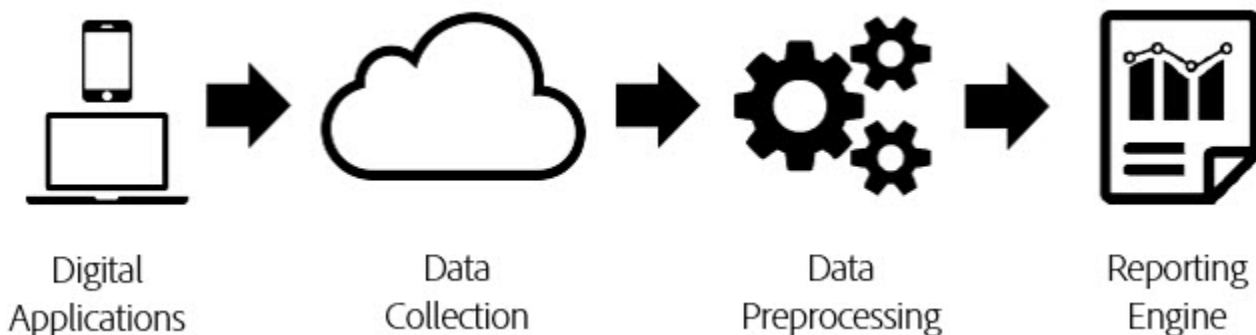 Digital
Applications
Data
Collection
Data
Preprocessing
Reporting
Engine